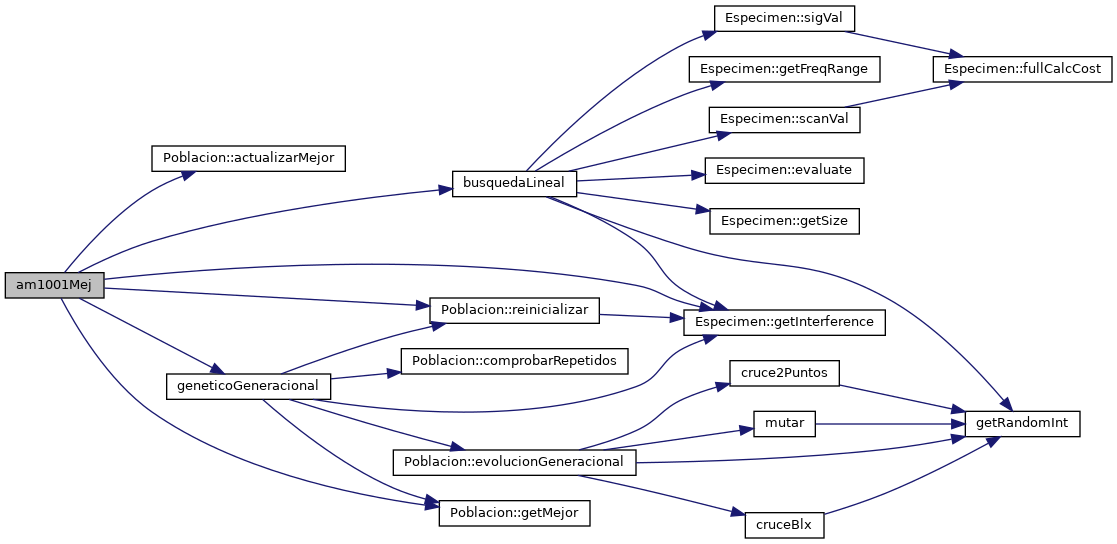 Especimen::sigVal
Especimen::getFreqRange
Especimen::fullCalcCost
Especimen::scanVal
Poblacion::actualizarMejor
Especimen::evaluate
busquedaLineal
Especimen::getSize
am1001Mej
Poblacion::reinicializar
Especimen::getInterference
Poblacion::comprobarRepetidos
cruce2Puntos
geneticoGeneracional
mutar
getRandomInt
Poblacion::evolucionGeneracional
Poblacion::getMejor
cruceBlx